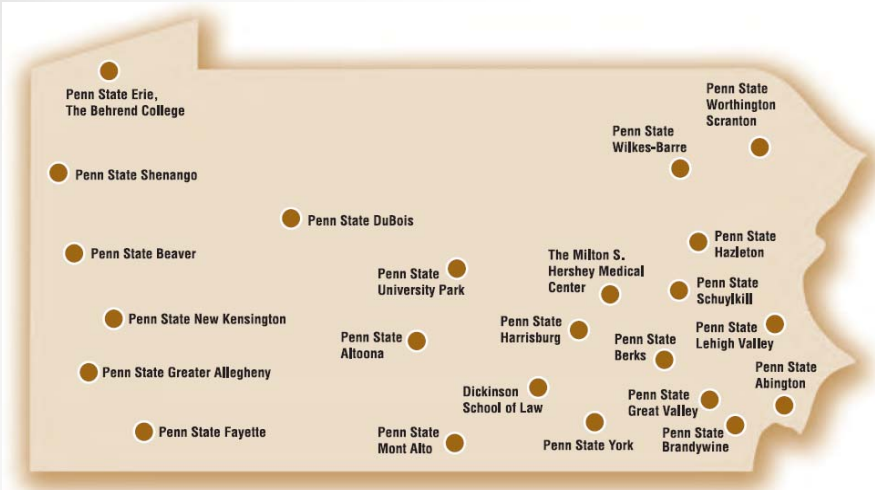 Penn State Erie,
The Behrend College
Penn State
Worthington
Scranton
Penn State
Wilkes-Barre
Penn State Shenango
Penn State DuBois
Penn State Beaver
Penn State
Hazleton
The Milton S.
Hershey Medical
Center
Penn State
University Park
Penn State
Schuylkill
Penn State New Kensington
Penn State
Harrisburg
Penn State
Lehigh Valley
Penn State
Altoona
Penn State
Berks
Penn State Greater Allegheny
Penn State
Abington
Dickinson
School of Law
Penn State
Great Valley
Penn State Fayette
Penn State
Mont Alto
Penn State York
Penn State
Brandywine